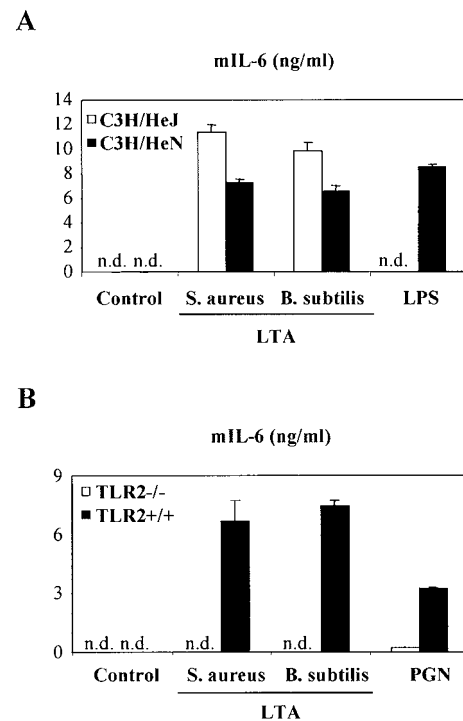 A
mIL-6 (ng/ml)
14
12
10
8
6
4
2
0
C3H/HeJ
C3H/HeN
n.d. n.d.
n.d.
Control
S. aureus
B. subtilis
LPS
LTA
B
mIL-6 (ng/ml)
9
6
3
0
TLR2-/-
TLR2+/+
n.d. n.d.
n.d.
n.d.
Control
S. aureus
B. subtilis
PGN
LTA